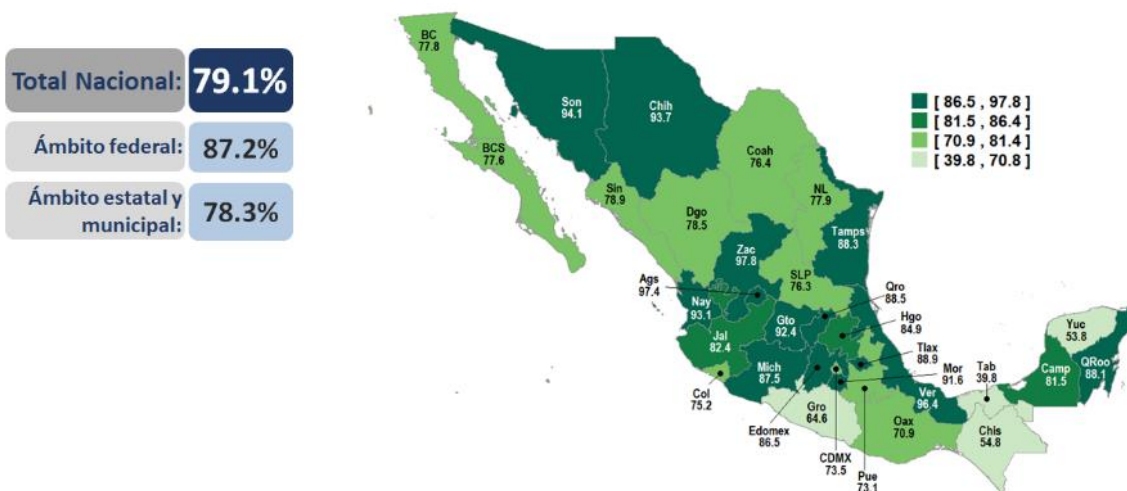 Total Nacional: 79.1%
Ámbito federal: 87.2%
Ámbito estatal y
municipal: 78.3%
[ 86.5 , 97.8 ]
[ 81.5 , 86.4 ]
[ 70.9 , 81.4 ]
[ 39.8 , 70.8 ]
BC
77.8
Son
94.1
Chih
93.7
BCS
77.6
Coah
76.4
Sin
78.9
NL
77.9
Dgo
78.5
Tamps
88.3
Zac
97.8
SLP
76.3
Ags
97.4
Qro
88.5
Nay
93.1
Gto
92.4
Hgo
84.9
Jal
82.4
Yuc
53.8
Tlax
88.9
Mich
87.5
Mor
91.6
Tab
39.8
Camp
81.5
QRoo
88.1
Col
75.2
Ver
96.4
Gro
64.6
Oax
70.9
Edomex
86.5
Chis
54.8
CDMX
73.5
Pue
73.1